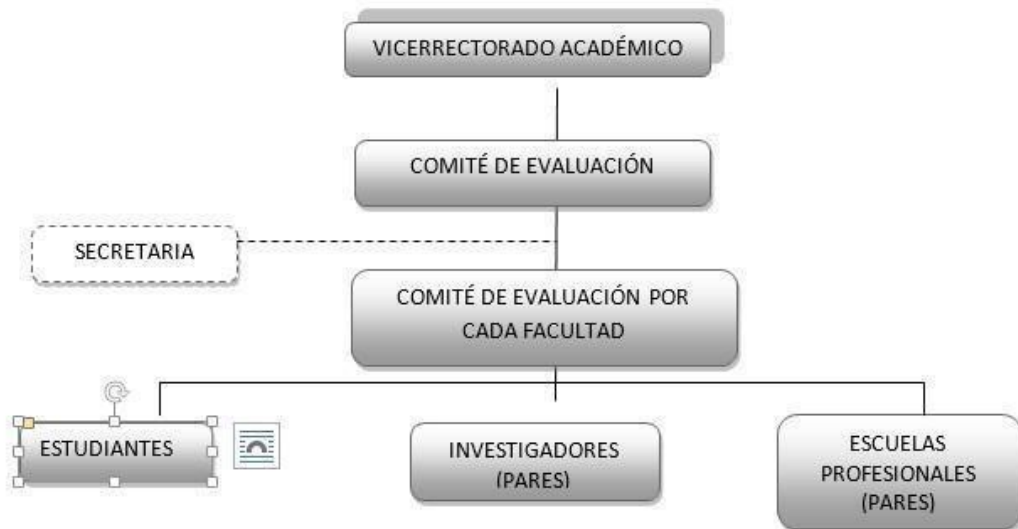 VICERRECTORADO ACADÉMICO
COMITÉ DE EVALUACIÓN
SECRETARIA
COMITÉ DE EVALUACIÓN POR
CADA FACULTAD
ESTUDIANTES
INVESTIGADORES
(PARES)
ESCUELAS
PROFESIONALES
(PARES)